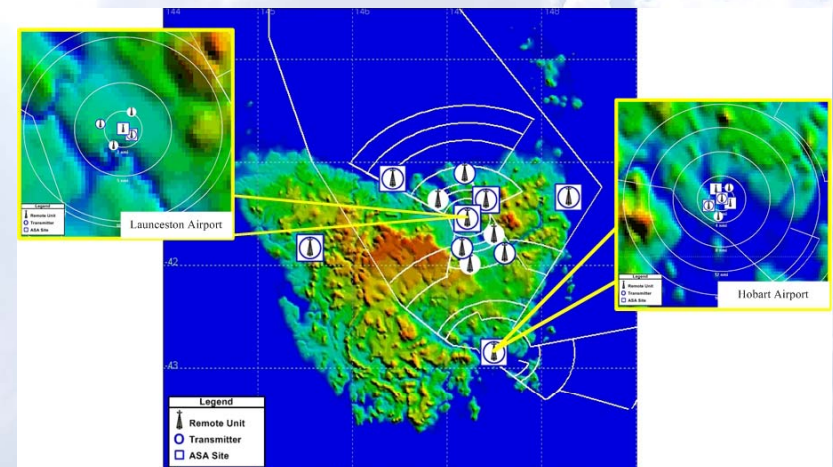 144 145 146 147 148
-42
-43
Launceston Airport
Hobart Airport
Legend
Remote Unit
Transmitter
ASA Site
Legend
Remote Unit
Transmitter
ASA Site
Legend
Remote Unit
Transmitter
ASA Site